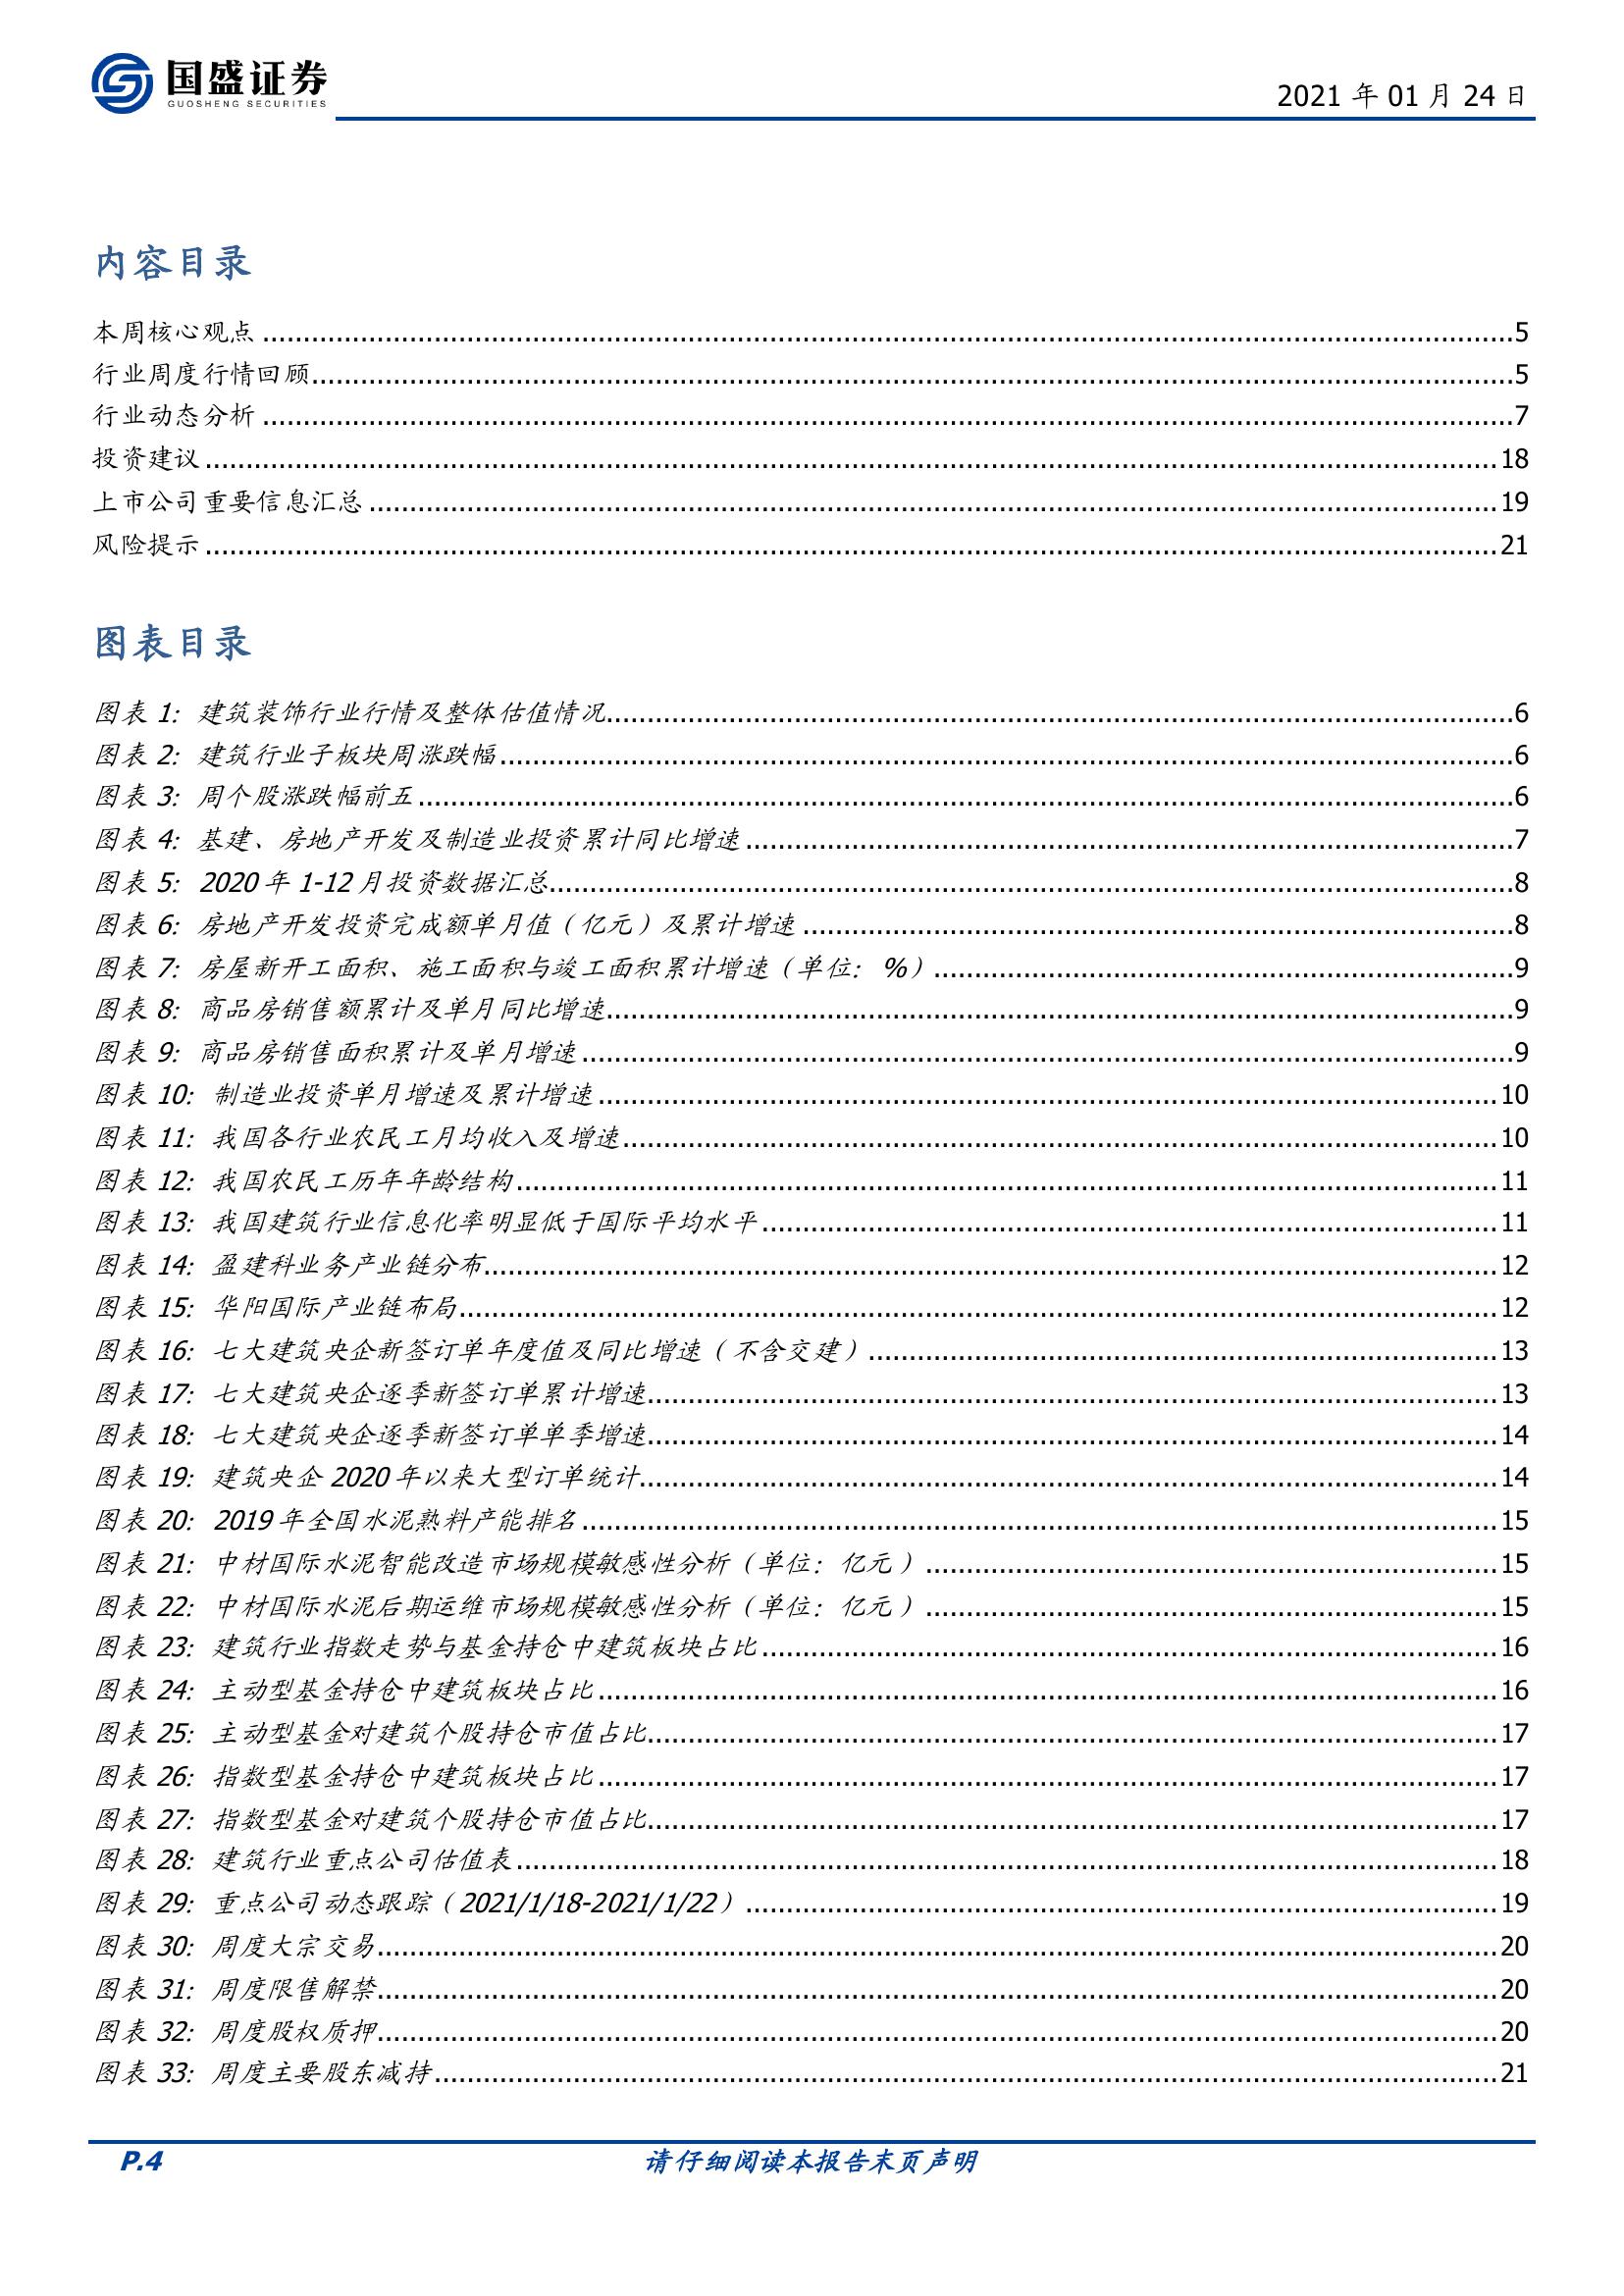 国盛证券
GUOSHENG SECURITIES
2021 年 01 月 24 日
内容目录
本周核心观点 ........ 5
行业周度行情回顾 ........ 5
行业动态分析 ........ 7
投资建议 ........ 18
上市公司重要信息汇总 ........ 19
风险提示 ........ 21
图表目录
图表 1: 建筑装饰行业行情及整体估值情况 ........ 6
图表 2: 建筑行业子板块周涨跌幅 ........ 6
图表 3: 周个股涨跌幅前五 ........ 6
图表 4: 基建、房地产开发及制造业投资累计同比增速 ........ 7
图表 5: 2020 年 1-12 月投资数据汇总 ........ 8
图表 6: 房地产开发投资完成额单月值（亿元）及累计增速 ........ 8
图表 7: 房屋新开工面积、施工面积与竣工面积累计增速（单位: %） ........ 9
图表 8: 商品房销售额累计及单月同比增速 ........ 9
图表 9: 商品房销售面积累计及单月增速 ........ 9
图表 10: 制造业投资单月增速及累计增速 ........ 10
图表 11: 我国各行业农民工月均收入及增速 ........ 10
图表 12: 我国农民工历年年龄结构 ........ 11
图表 13: 我国建筑行业信息化率明显低于国际平均水平 ........ 11
图表 14: 盈建科业务产业链分布 ........ 12
图表 15: 华阳国际产业链布局 ........ 12
图表 16: 七大建筑央企新签订单年度值及同比增速（不含交建） ........ 13
图表 17: 七大建筑央企逐季新签订单累计增速 ........ 13
图表 18: 七大建筑央企逐季新签订单单季增速 ........ 14
图表 19: 建筑央企 2020 年以来大型订单统计 ........ 14
图表 20: 2019 年全国水泥熟料产能排名 ........ 15
图表 21: 中材国际水泥智能改造市场规模敏感性分析（单位: 亿元） ........ 15
图表 22: 中材国际水泥后期运维市场规模敏感性分析（单位: 亿元） ........ 15
图表 23: 建筑行业指数走势与基金持仓中建筑板块占比 ........ 16
图表 24: 主动型基金持仓中建筑板块占比 ........ 16
图表 25: 主动型基金对建筑个股持仓市值占比 ........ 17
图表 26: 指数型基金持仓中建筑板块占比 ........ 17
图表 27: 指数型基金对建筑个股持仓市值占比 ........ 17
图表 28: 建筑行业重点公司估值表 ........ 18
图表 29: 重点公司动态跟踪（2021/1/18-2021/1/22） ........ 19
图表 30: 周度大宗交易 ........ 20
图表 31: 周度限售解禁 ........ 20
图表 32: 周度股权质押 ........ 20
图表 33: 周度主要股东减持 ........ 21
P.4 请仔细阅读本报告末页声明